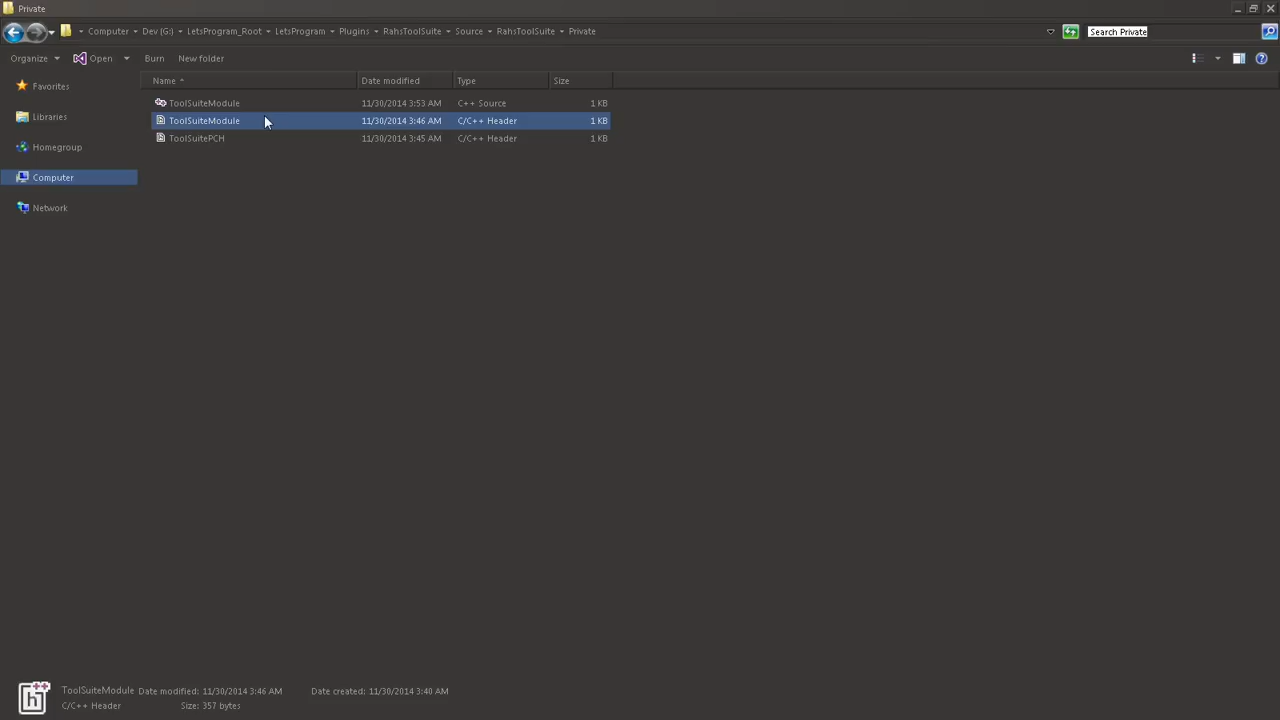 Private
Computer Dev (G:) LetsProgram_Root LetsProgram Plugins RahsToolSuite Source RahsToolSuite Private Search Private
Organize Open Burn New folder
Name Date modified Type Size
Favorites
Libraries
Homegroup
Computer
Network
ToolSuiteModule 11/30/2014 3:53 AM C++ Source 1 KB
ToolSuiteModule 11/30/2014 3:46 AM C/C++ Header 1 KB
ToolSuitePCH 11/30/2014 3:45 AM C/C++ Header 1 KB
ToolSuiteModule Date modified: 11/30/2014 3:46 AM Date created: 11/30/2014 3:40 AM
C/C++ Header Size: 357 bytes